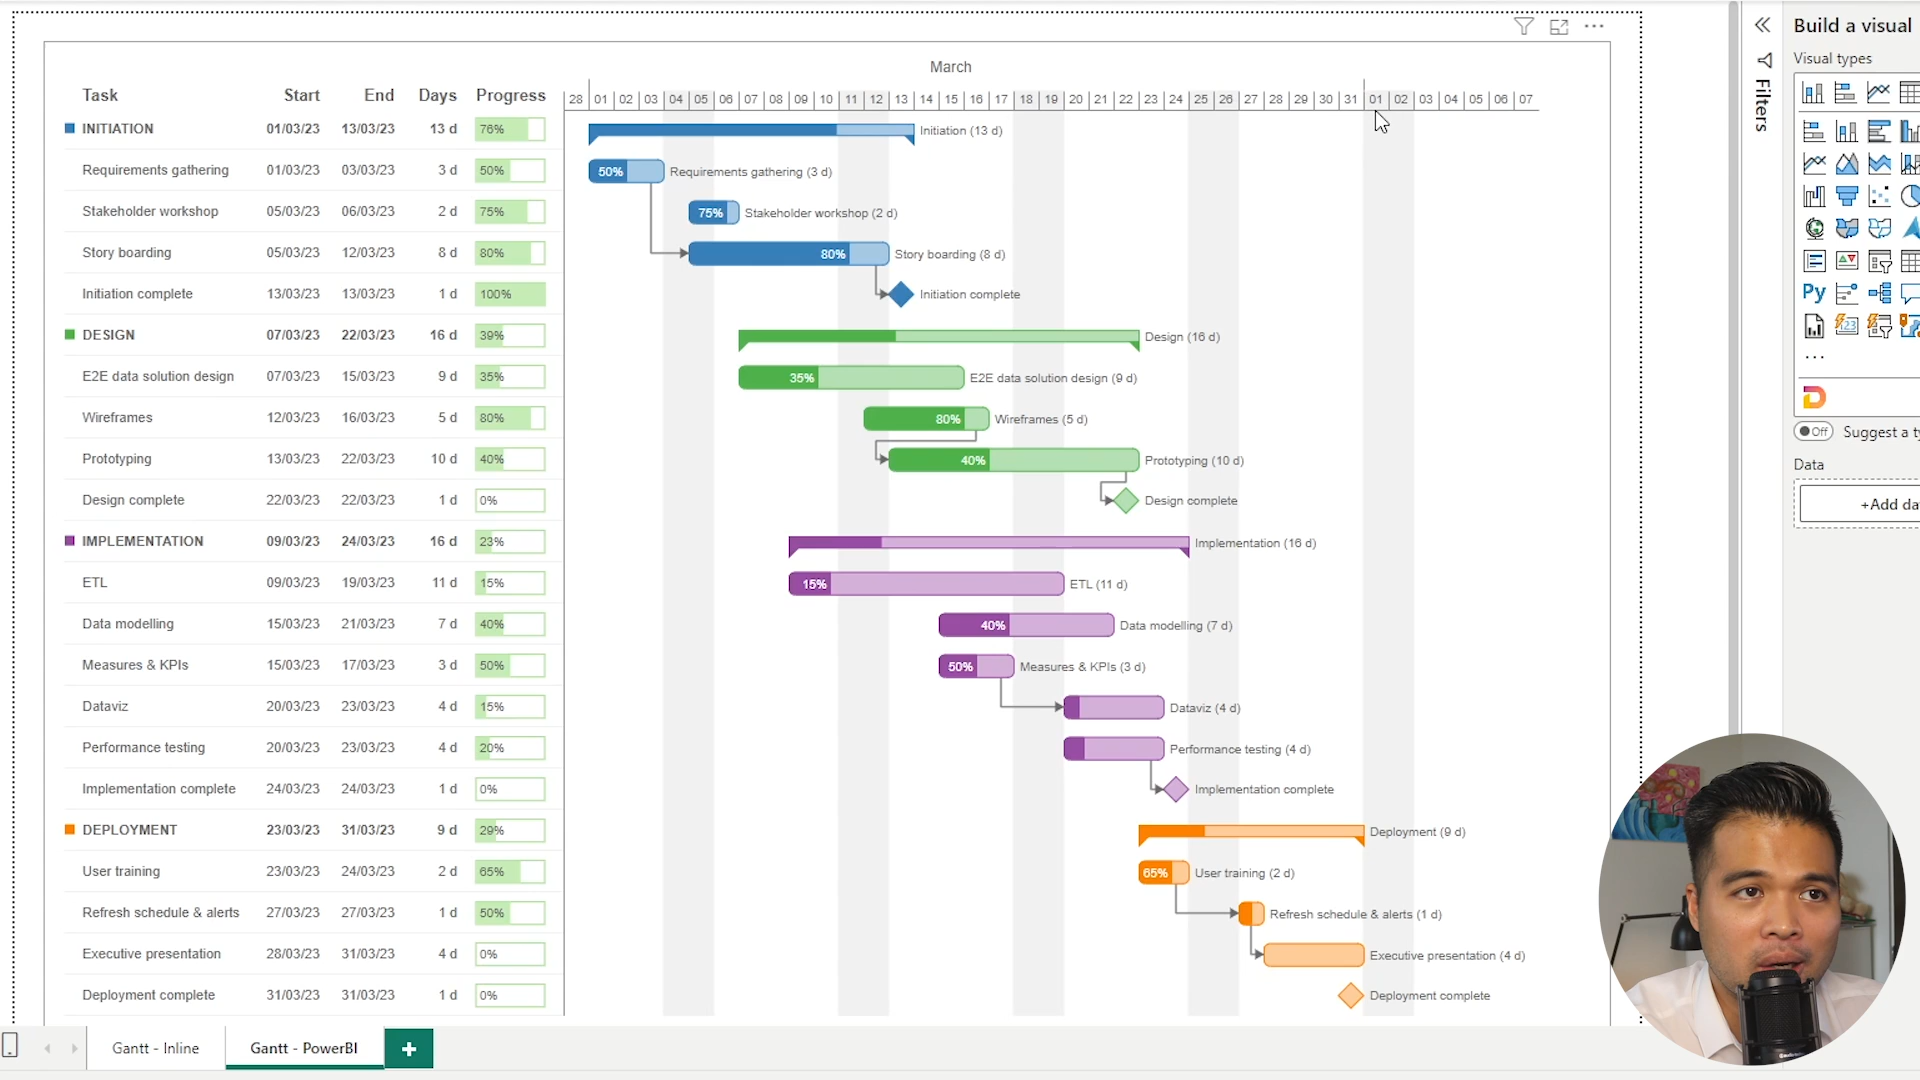 Build a visual
Visual types
Filters
March
Task Start End Days Progress 28 01 02 03 04 05 06 07 08 09 10 11 12 13 14 15 16 17 18 19 20 21 22 23 24 25 26 27 28 29 30 31 01 02 03 04 05 06 07
INITIATION 01/03/23 13/03/23 13 d 76% Initiation (13 d)
Requirements gathering 01/03/23 03/03/23 3 d 50% 50% Requirements gathering (3 d)
Stakeholder workshop 05/03/23 06/03/23 2 d 75% 75% Stakeholder workshop (2 d)
Story boarding 05/03/23 12/03/23 8 d 80% 80% Story boarding (8 d)
Initiation complete 13/03/23 13/03/23 1 d 100% Initiation complete
DESIGN 07/03/23 22/03/23 16 d 39% Design (16 d)
E2E data solution design 07/03/23 15/03/23 9 d 35% 35% E2E data solution design (9 d)
Wireframes 12/03/23 16/03/23 5 d 80% 80% Wireframes (5 d)
Prototyping 13/03/23 22/03/23 10 d 40% 40% Prototyping (10 d)
Design complete 22/03/23 22/03/23 1 d 0% Design complete
IMPLEMENTATION 09/03/23 24/03/23 16 d 23% Implementation (16 d)
ETL 09/03/23 19/03/23 11 d 15% 15% ETL (11 d)
Data modelling 15/03/23 21/03/23 7 d 40% 40% Data modelling (7 d)
Measures & KPIs 15/03/23 17/03/23 3 d 50% 50% Measures & KPIs (3 d)
Dataviz 20/03/23 23/03/23 4 d 15% Dataviz (4 d)
Performance testing 20/03/23 23/03/23 4 d 20% Performance testing (4 d)
Implementation complete 24/03/23 24/03/23 1 d 0% Implementation complete
DEPLOYMENT 23/03/23 31/03/23 9 d 29% Deployment (9 d)
User training 23/03/23 24/03/23 2 d 65% 65% User training (2 d)
Refresh schedule & alerts 27/03/23 27/03/23 1 d 50% Refresh schedule & alerts (1 d)
Executive presentation 28/03/23 31/03/23 4 d 0% Executive presentation (4 d)
Deployment complete 31/03/23 31/03/23 1 d 0% Deployment complete
Py
123
...
Off Suggest a ty
Data
+Add da
Gantt - Inline Gantt - PowerBI +